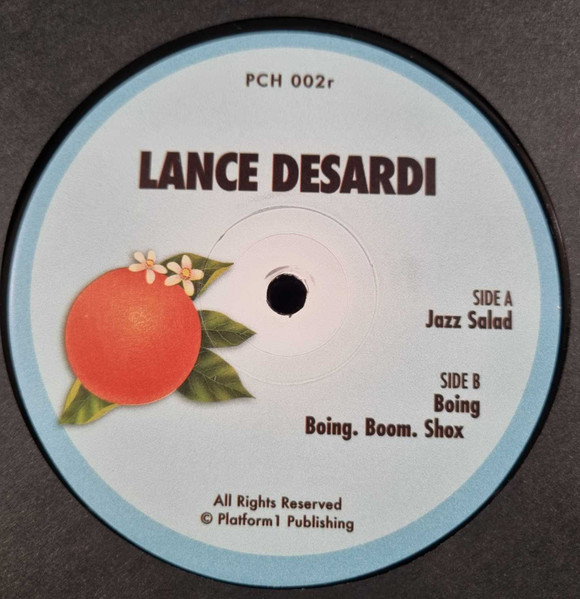 PCH 002r
LANCE DESARDI
SIDE A
Jazz Salad
SIDE B
Boing
Boing. Boom. Shox
All Rights Reserved
© Platform1 Publishing